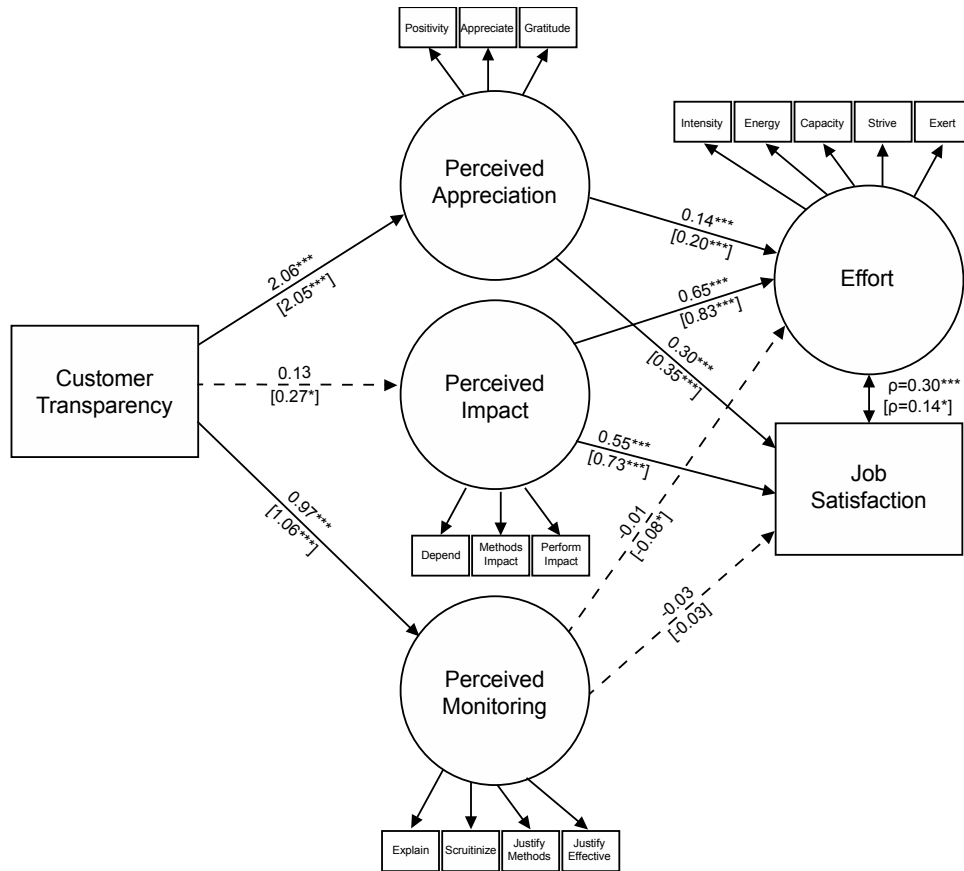 Positivity
Appreciate
Gratitude
Perceived
Appreciation
Intensity
Energy
Capacity
Strive
Exert
Effort
2.06***
[2.05***]
0.14***
[0.20***]
0.65***
[0.83***]
0.30***
[0.35***]
Customer
Transparency
0.13
[0.27*]
Perceived
Impact
ρ=0.30***
[ρ=0.14*]
0.55***
[0.73***]
Job
Satisfaction
0.97***
[1.06***]
-0.01
[-0.08*]
Depend
Methods
Impact
Perform
Impact
-0.03
[-0.03]
Perceived
Monitoring
Explain
Scruitinize
Justify
Methods
Justify
Effective